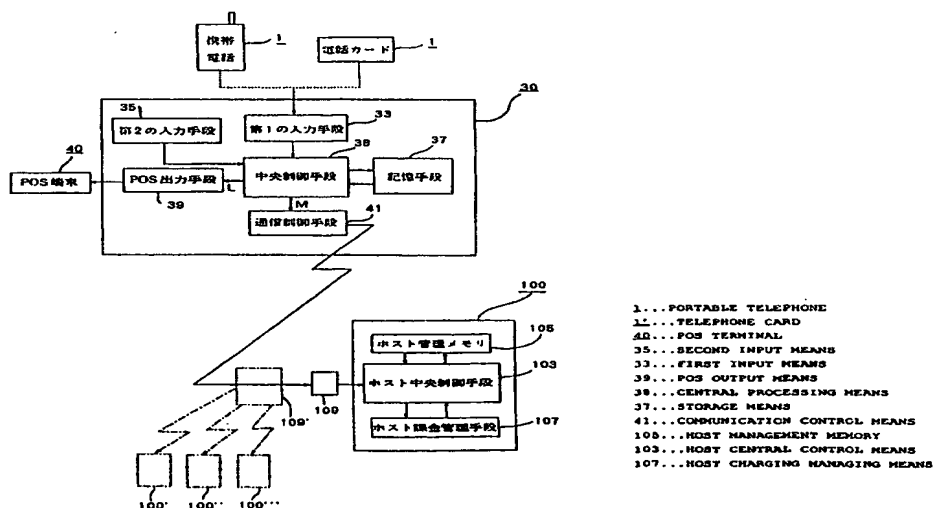 携帯
電話
1
電話カード
1
30
35
第2の入力手段
第1の入力手段
33
38
37
40
POS端末
POS出力手段
39
L
中央制御手段
記憶手段
M
通信制御手段
41
100
ホスト管理メモリ
105
ホスト中央制御手段
103
ホスト課金管理手段
107
109
109'
100'
100''
100'''
1...PORTABLE TELEPHONE
1'...TELEPHONE CARD
40...POS TERMINAL
35...SECOND INPUT MEANS
33...FIRST INPUT MEANS
39...POS OUTPUT MEANS
38...CENTRAL PROCESSING MEANS
37...STORAGE MEANS
41...COMMUNICATION CONTROL MEANS
105...HOST MANAGEMENT MEMORY
103...HOST CENTRAL CONTROL MEANS
107...HOST CHARGING MANAGING MEANS